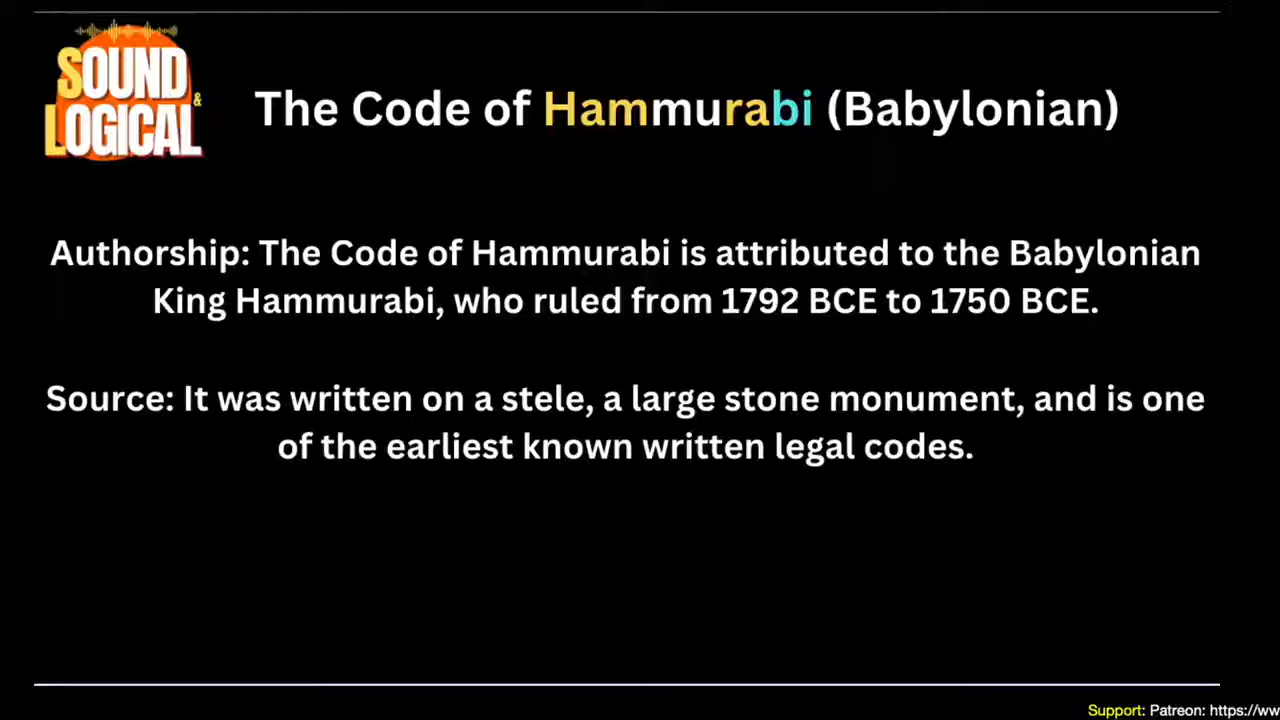 SOUND
&
LOGICAL
The Code of Hammurabi (Babylonian)
Authorship: The Code of Hammurabi is attributed to the Babylonian
King Hammurabi, who ruled from 1792 BCE to 1750 BCE.
Source: It was written on a stele, a large stone monument, and is one
of the earliest known written legal codes.
Support: Patreon: https://ww